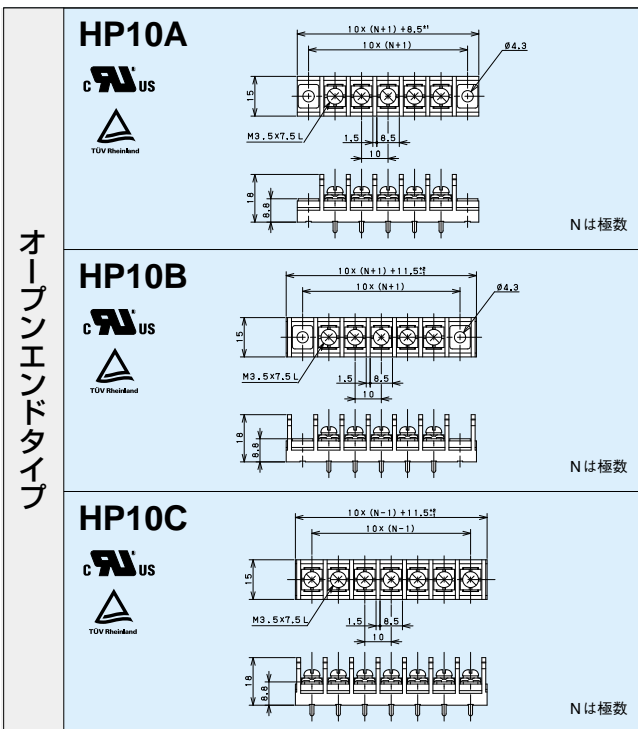 オープンエンドタイプ
HP10A
c RU US
TÜV Rheinland
10×(N+1)+8.5
10×(N+1)
Ø4.3
15
M3.5×7.5L
1.5
8.5
10
18
8.8
Nは極数
HP10B
c RU US
TÜV Rheinland
10×(N+1)+11.5
10×(N+1)
Ø4.3
15
M3.5×7.5L
1.5
8.5
10
18
8.8
Nは極数
HP10C
c RU US
TÜV Rheinland
10×(N-1)+11.5
10×(N-1)
15
M3.5×7.5L
1.5
8.5
10
18
8.8
Nは極数